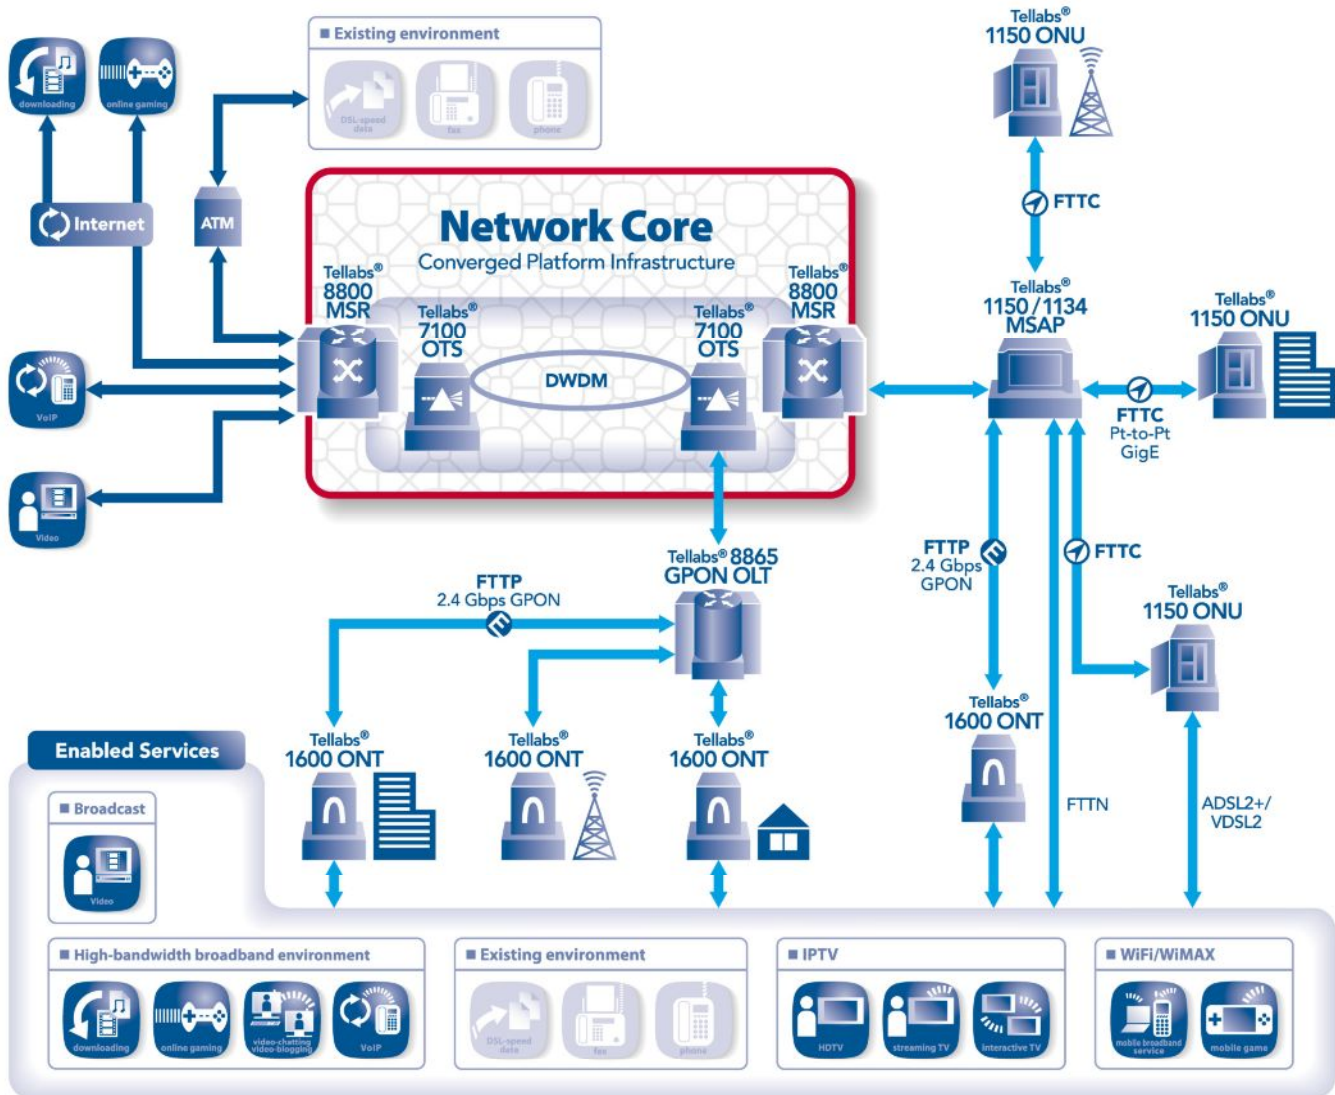 Tellabs®
1150 ONU
■ Existing environment
DSL-speed
data
fax
phone
downloading
online gaming
Internet
ATM
FTTC
Network Core
Converged Platform Infrastructure
Tellabs®
8800
MSR
Tellabs®
7100
OTS
DWDM
Tellabs®
7100
OTS
Tellabs®
8800
MSR
Tellabs®
1150 / 1134
MSAP
Tellabs®
1150 ONU
FTTC
Pt-to-Pt
GigE
VoIP
Video
Tellabs® 8865
GPON OLT
FTTP
2.4 Gbps GPON
FTTP
2.4 Gbps
GPON
FTTC
Tellabs®
1150 ONU
Tellabs®
1600 ONT
Tellabs®
1600 ONT
Tellabs®
1600 ONT
Tellabs®
1600 ONT
FTTN
ADSL2+/
VDSL2
Enabled Services
■ Broadcast
Video
■ High-bandwidth broadband environment
downloading
online gaming
video-chatting
video-blogging
VoIP
■ Existing environment
DSL-speed
data
fax
phone
■ IPTV
HDTV
streaming TV
interactive TV
■ WiFi/WiMAX
mobile broadband
service
mobile game